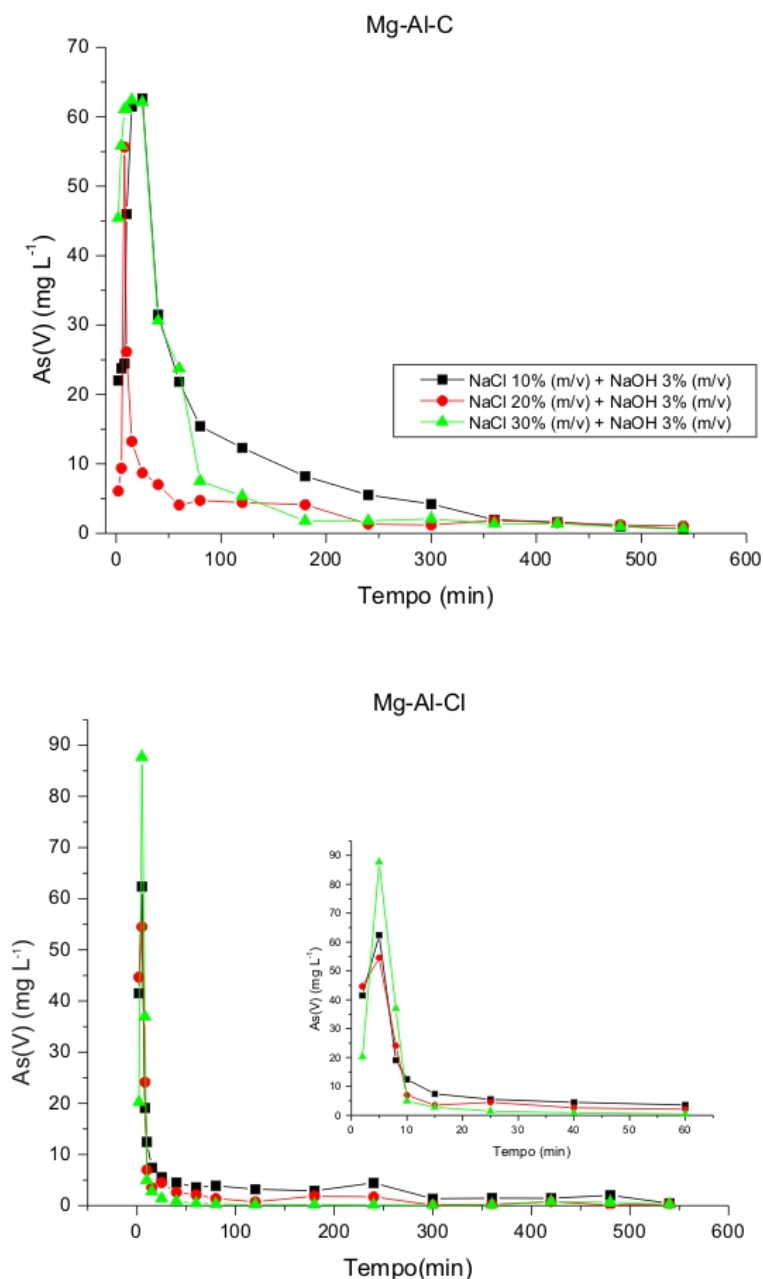 Mg-Al-C
70
60
50
40
30
20
10
0
As(V) (mg L⁻¹)
NaCl 10% (m/v) + NaOH 3% (m/v)
NaCl 20% (m/v) + NaOH 3% (m/v)
NaCl 30% (m/v) + NaOH 3% (m/v)
0 100 200 300 400 500 600
Tempo (min)
Mg-Al-Cl
90
80
70
60
50
40
30
20
10
0
As(V) (mg L⁻¹)
90
80
70
60
50
40
30
20
10
0
As(V) (mg L⁻¹)
0 10 20 30 40 50 60
Tempo (min)
0 100 200 300 400 500 600
Tempo(min)